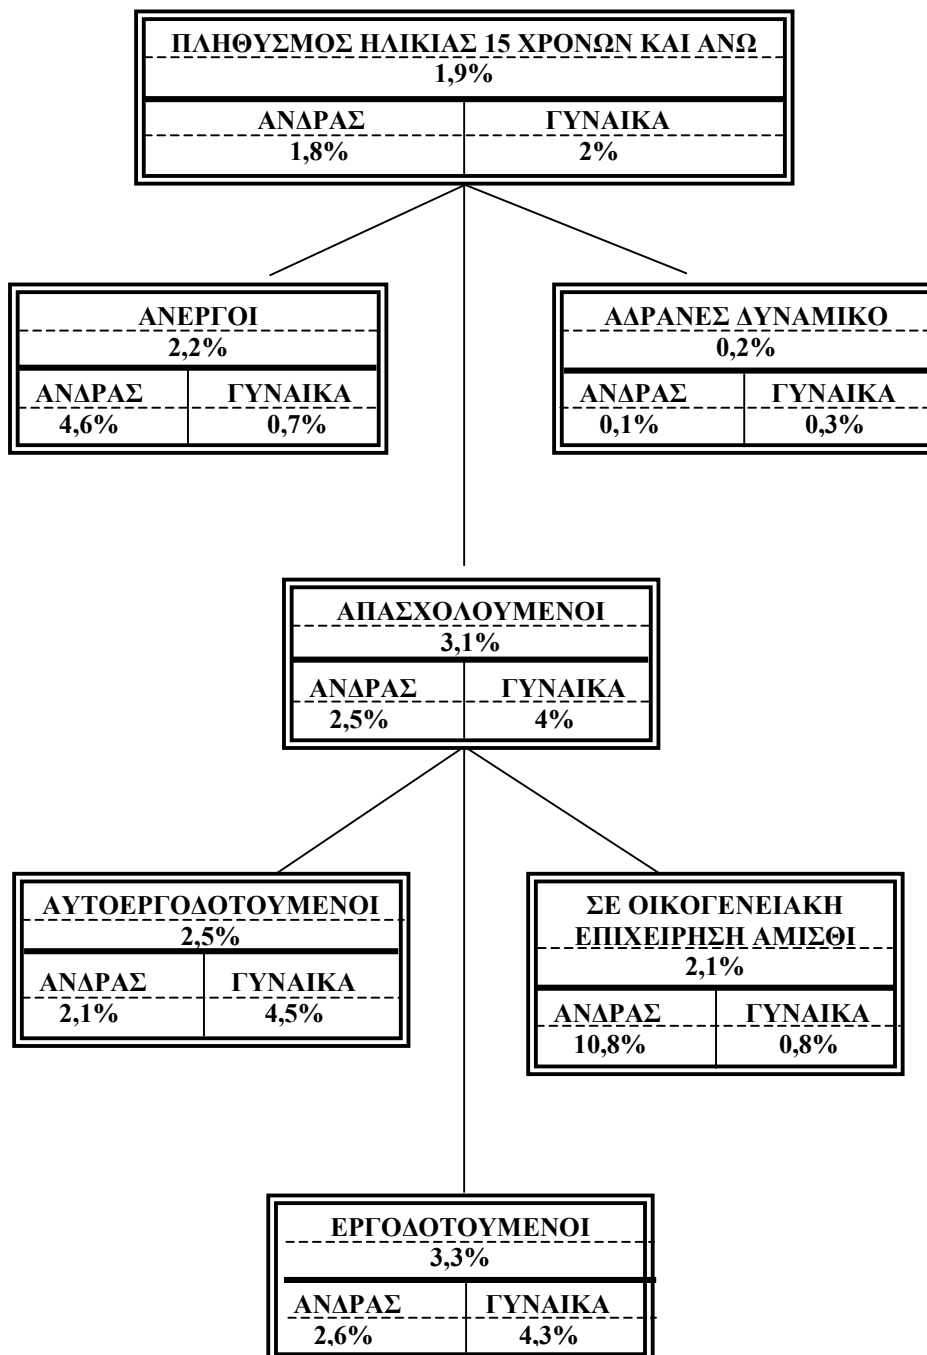 ΠΛΗΘΥΣΜΟΣ ΗΛΙΚΙΑΣ 15 ΧΡΟΝΩΝ ΚΑΙ ΑΝΩ
1,9%
ΑΝΔΡΑΣ ΓΥΝΑΙΚΑ
1,8% 2%
ΑΝΕΡΓΟΙ
2,2%
ΑΝΔΡΑΣ ΓΥΝΑΙΚΑ
4,6% 0,7%
ΑΔΡΑΝΕΣ ΔΥΝΑΜΙΚΟ
0,2%
ΑΝΔΡΑΣ ΓΥΝΑΙΚΑ
0,1% 0,3%
ΑΠΑΣΧΟΛΟΥΜΕΝΟΙ
3,1%
ΑΝΔΡΑΣ ΓΥΝΑΙΚΑ
2,5% 4%
ΑΥΤΟΕΡΓΟΔΟΤΟΥΜΕΝΟΙ
2,5%
ΑΝΔΡΑΣ ΓΥΝΑΙΚΑ
2,1% 4,5%
ΣΕ ΟΙΚΟΓΕΝΕΙΑΚΗ
ΕΠΙΧΕΙΡΗΣΗ ΑΜΙΣΘΙ
2,1%
ΑΝΔΡΑΣ ΓΥΝΑΙΚΑ
10,8% 0,8%
ΕΡΓΟΔΟΤΟΥΜΕΝΟΙ
3,3%
ΑΝΔΡΑΣ ΓΥΝΑΙΚΑ
2,6% 4,3%